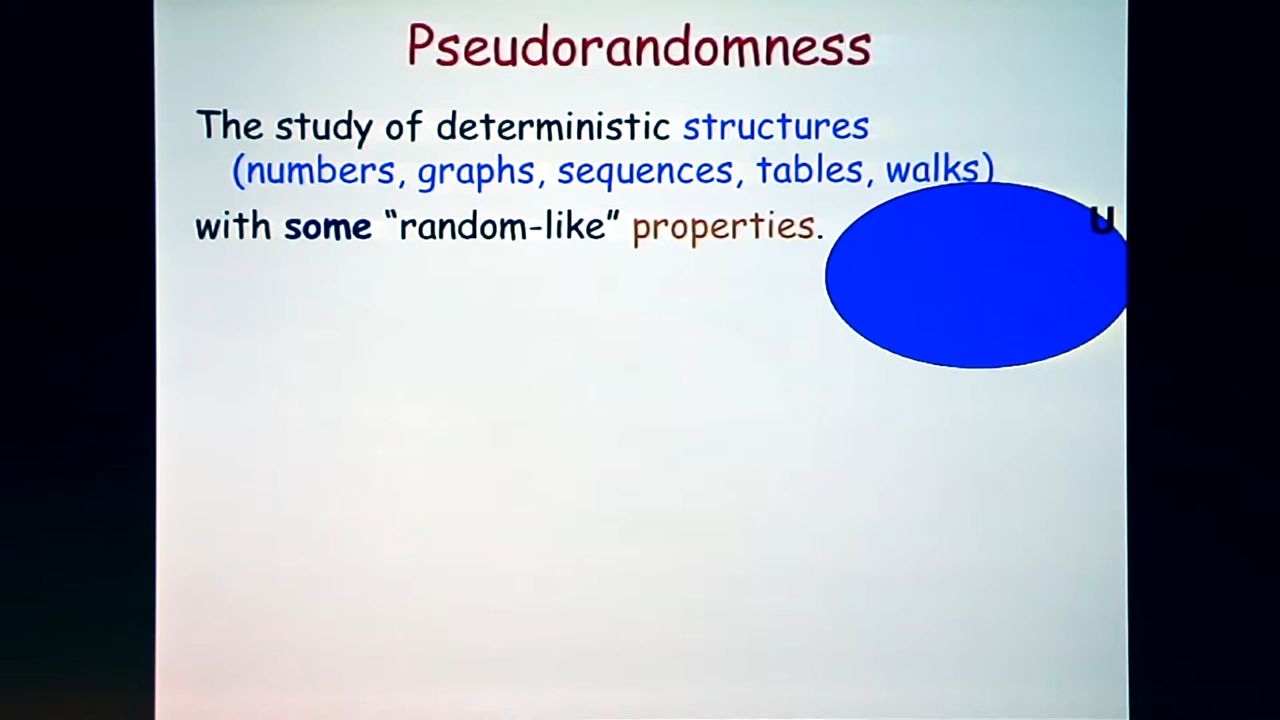 Pseudorandomness
The study of deterministic structures
(numbers, graphs, sequences, tables, walks)
with some “random-like” properties.
U